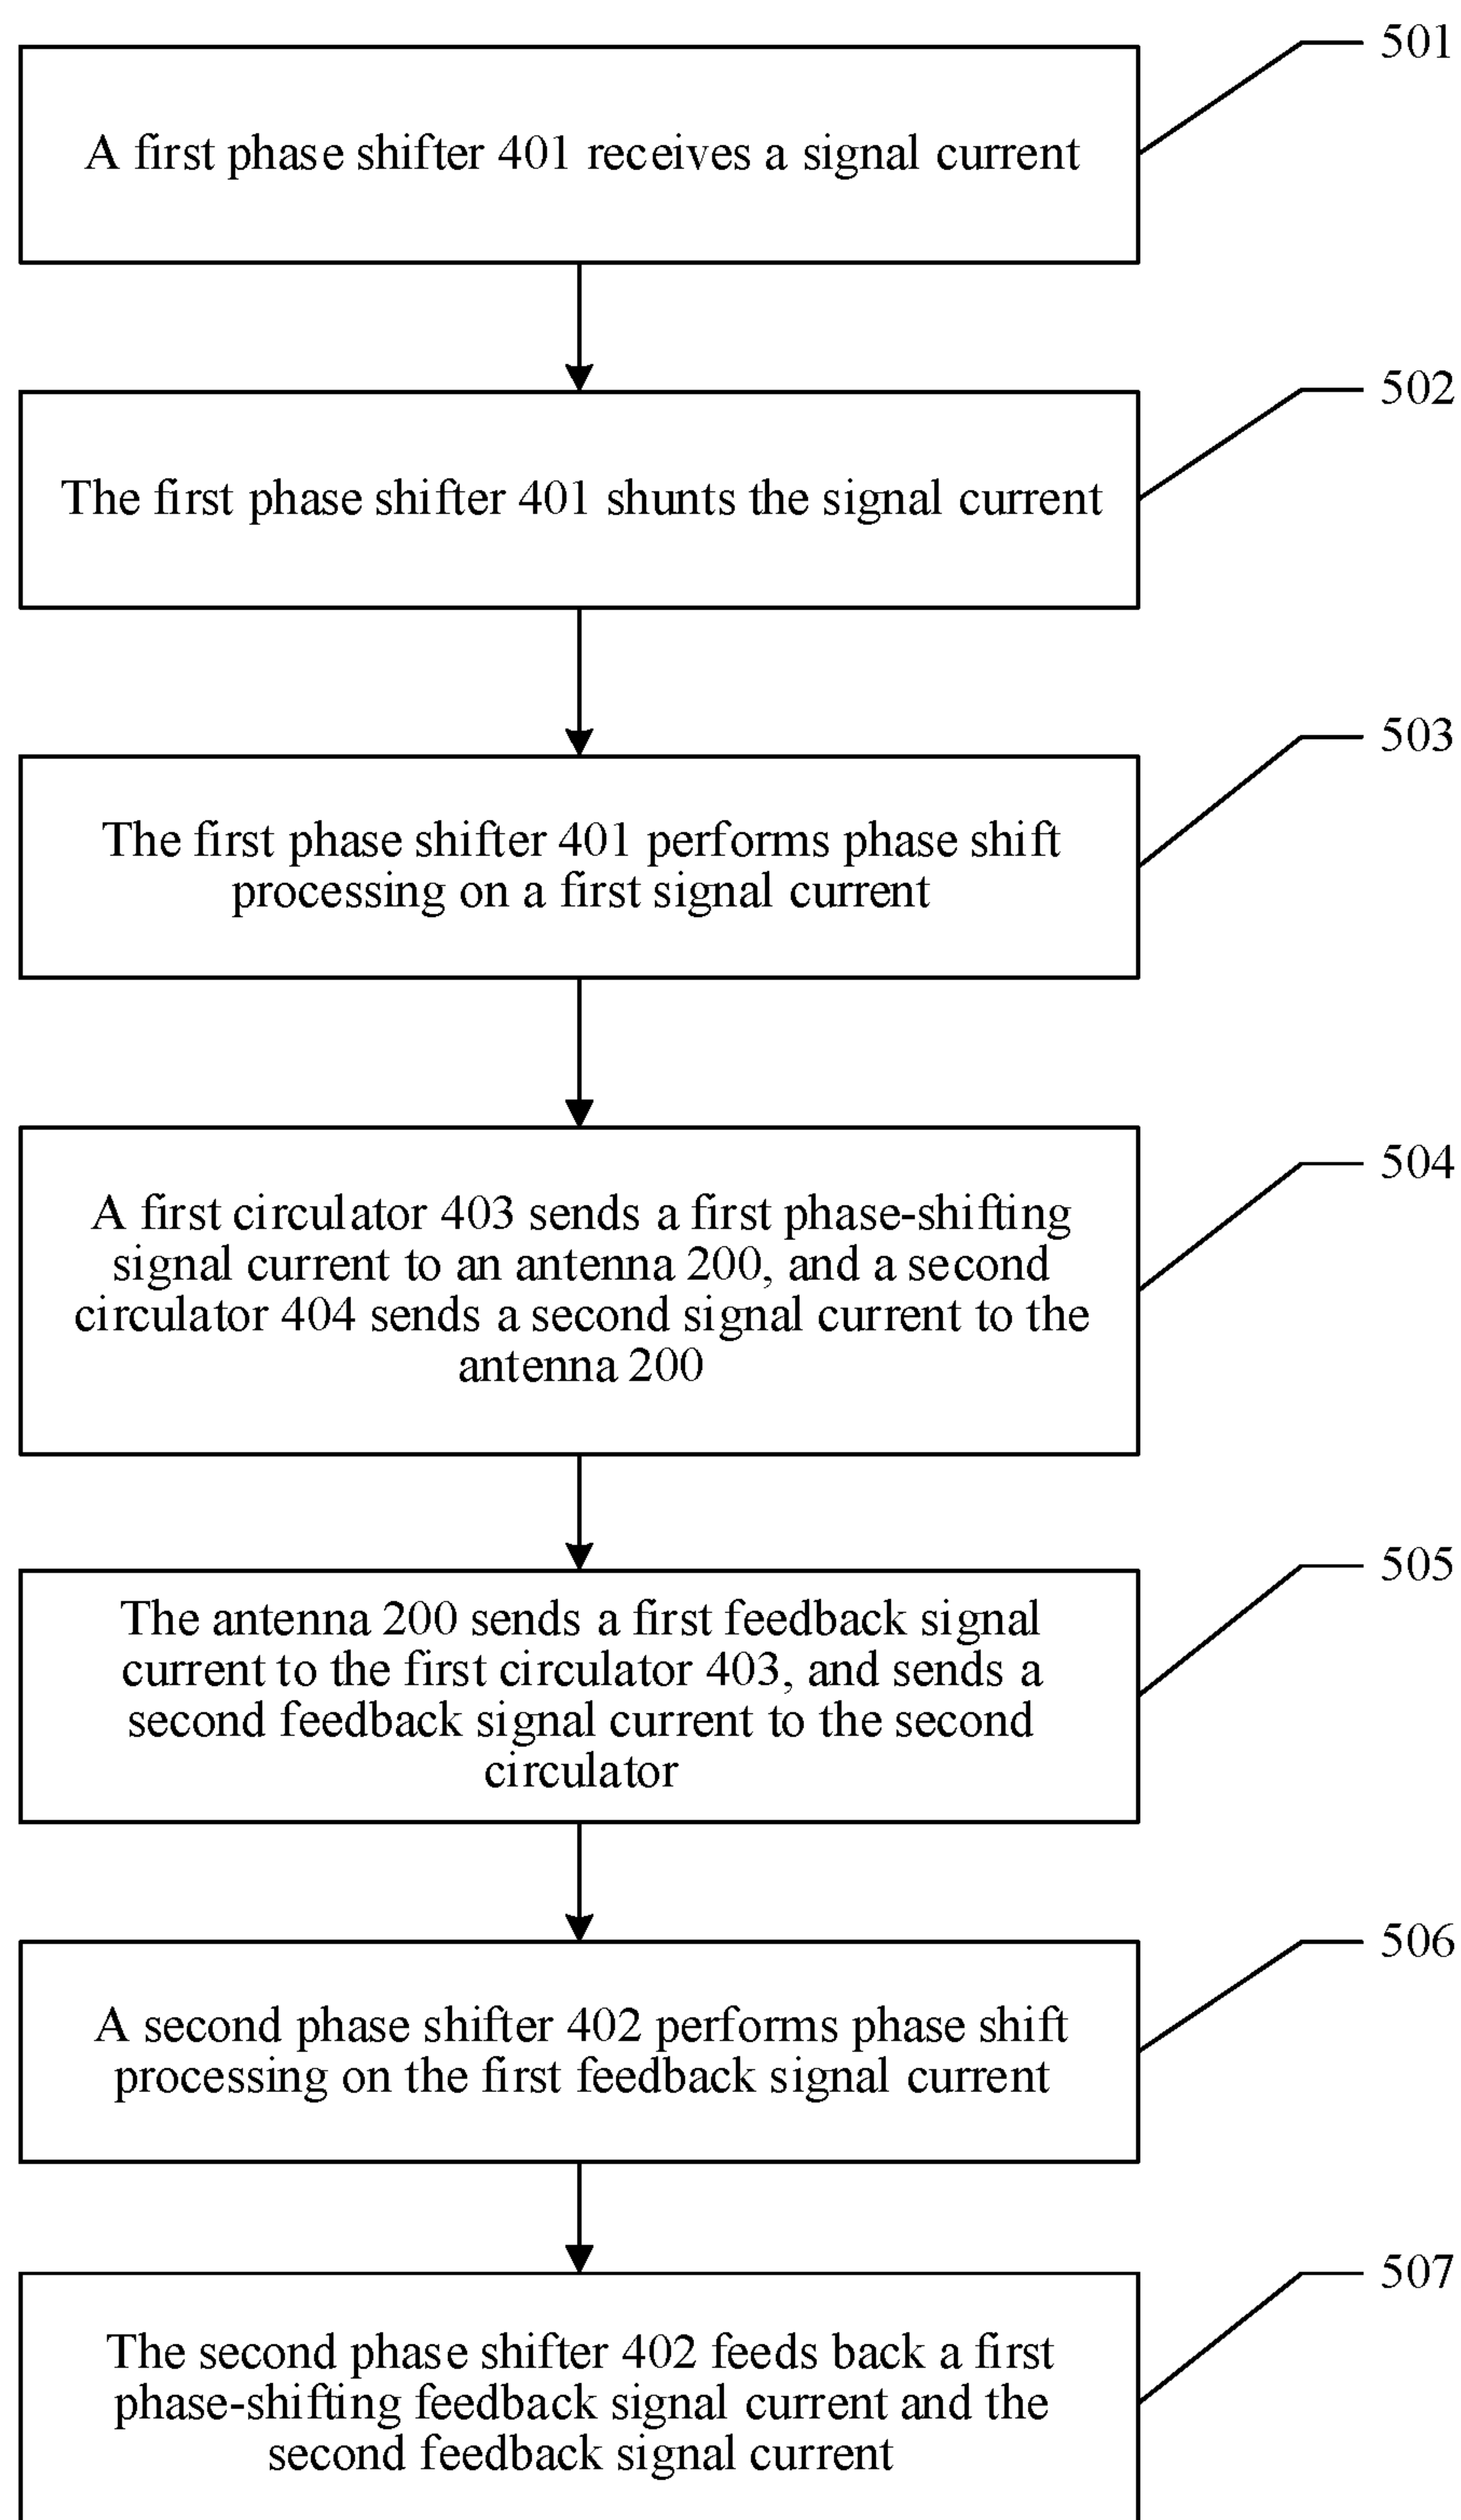 501
A first phase shifter 401 receives a signal current
502
The first phase shifter 401 shunts the signal current
503
The first phase shifter 401 performs phase shift
processing on a first signal current
504
A first circulator 403 sends a first phase-shifting
signal current to an antenna 200, and a second
circulator 404 sends a second signal current to the
antenna 200
505
The antenna 200 sends a first feedback signal
current to the first circulator 403, and sends a
second feedback signal current to the second
circulator
506
A second phase shifter 402 performs phase shift
processing on the first feedback signal current
507
The second phase shifter 402 feeds back a first
phase-shifting feedback signal current and the
second feedback signal current